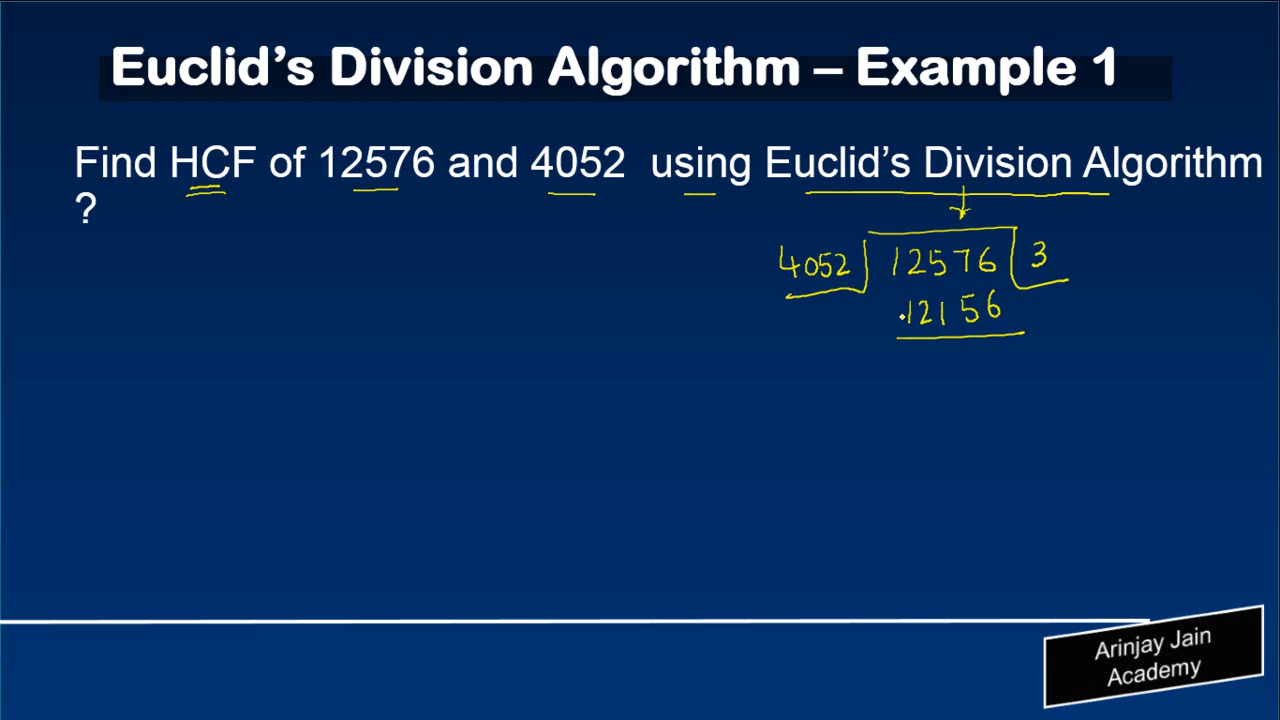 Euclid’s Division Algorithm – Example 1
Find HCF of 12576 and 4052 using Euclid’s Division Algorithm
?
4052 12576 3
12156
Arinjay Jain
Academy